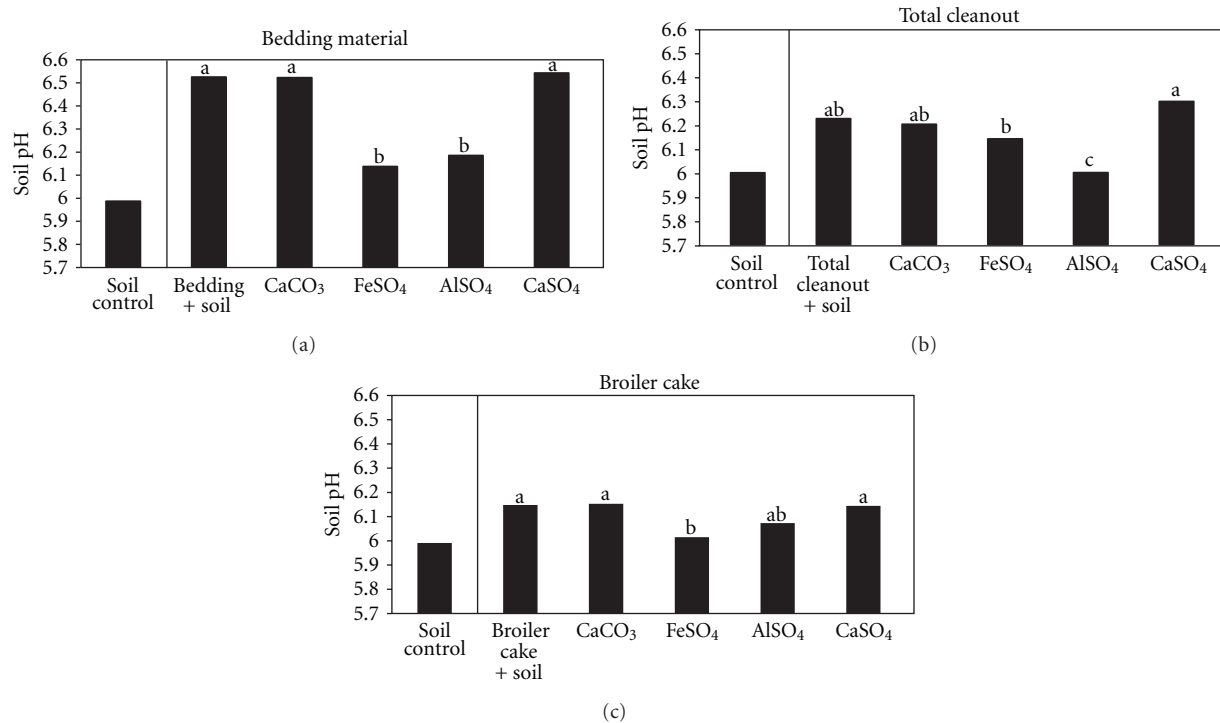 Bedding material
6.6
6.5
6.4
6.3
6.2
6.1
6
5.9
5.8
5.7
Soil pH
a
a
b
b
a
Soil
control
Bedding
+ soil
CaCO₃
FeSO₄
AlSO₄
CaSO₄
(a)
Total cleanout
6.6
6.5
6.4
6.3
6.2
6.1
6
5.9
5.8
5.7
Soil pH
ab
ab
b
c
a
Soil
control
Total
cleanout
+ soil
CaCO₃
FeSO₄
AlSO₄
CaSO₄
(b)
Broiler cake
6.6
6.5
6.4
6.3
6.2
6.1
6
5.9
5.8
5.7
Soil pH
a
a
b
ab
a
Soil
control
Broiler
cake
+ soil
CaCO₃
FeSO₄
AlSO₄
CaSO₄
(c)